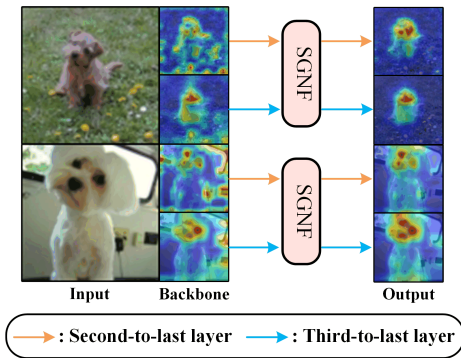 SGNF
SGNF
Input Backbone Output
: Second-to-last layer : Third-to-last layer